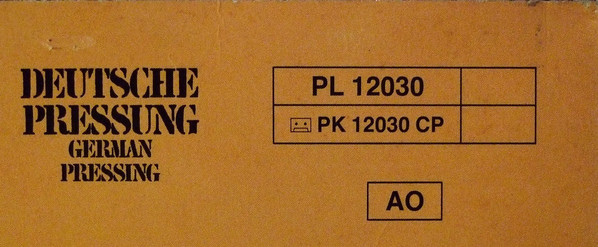 DEUTSCHE
PRESSUNG
GERMAN
PRESSING
PL 12030
PK 12030 CP
AO